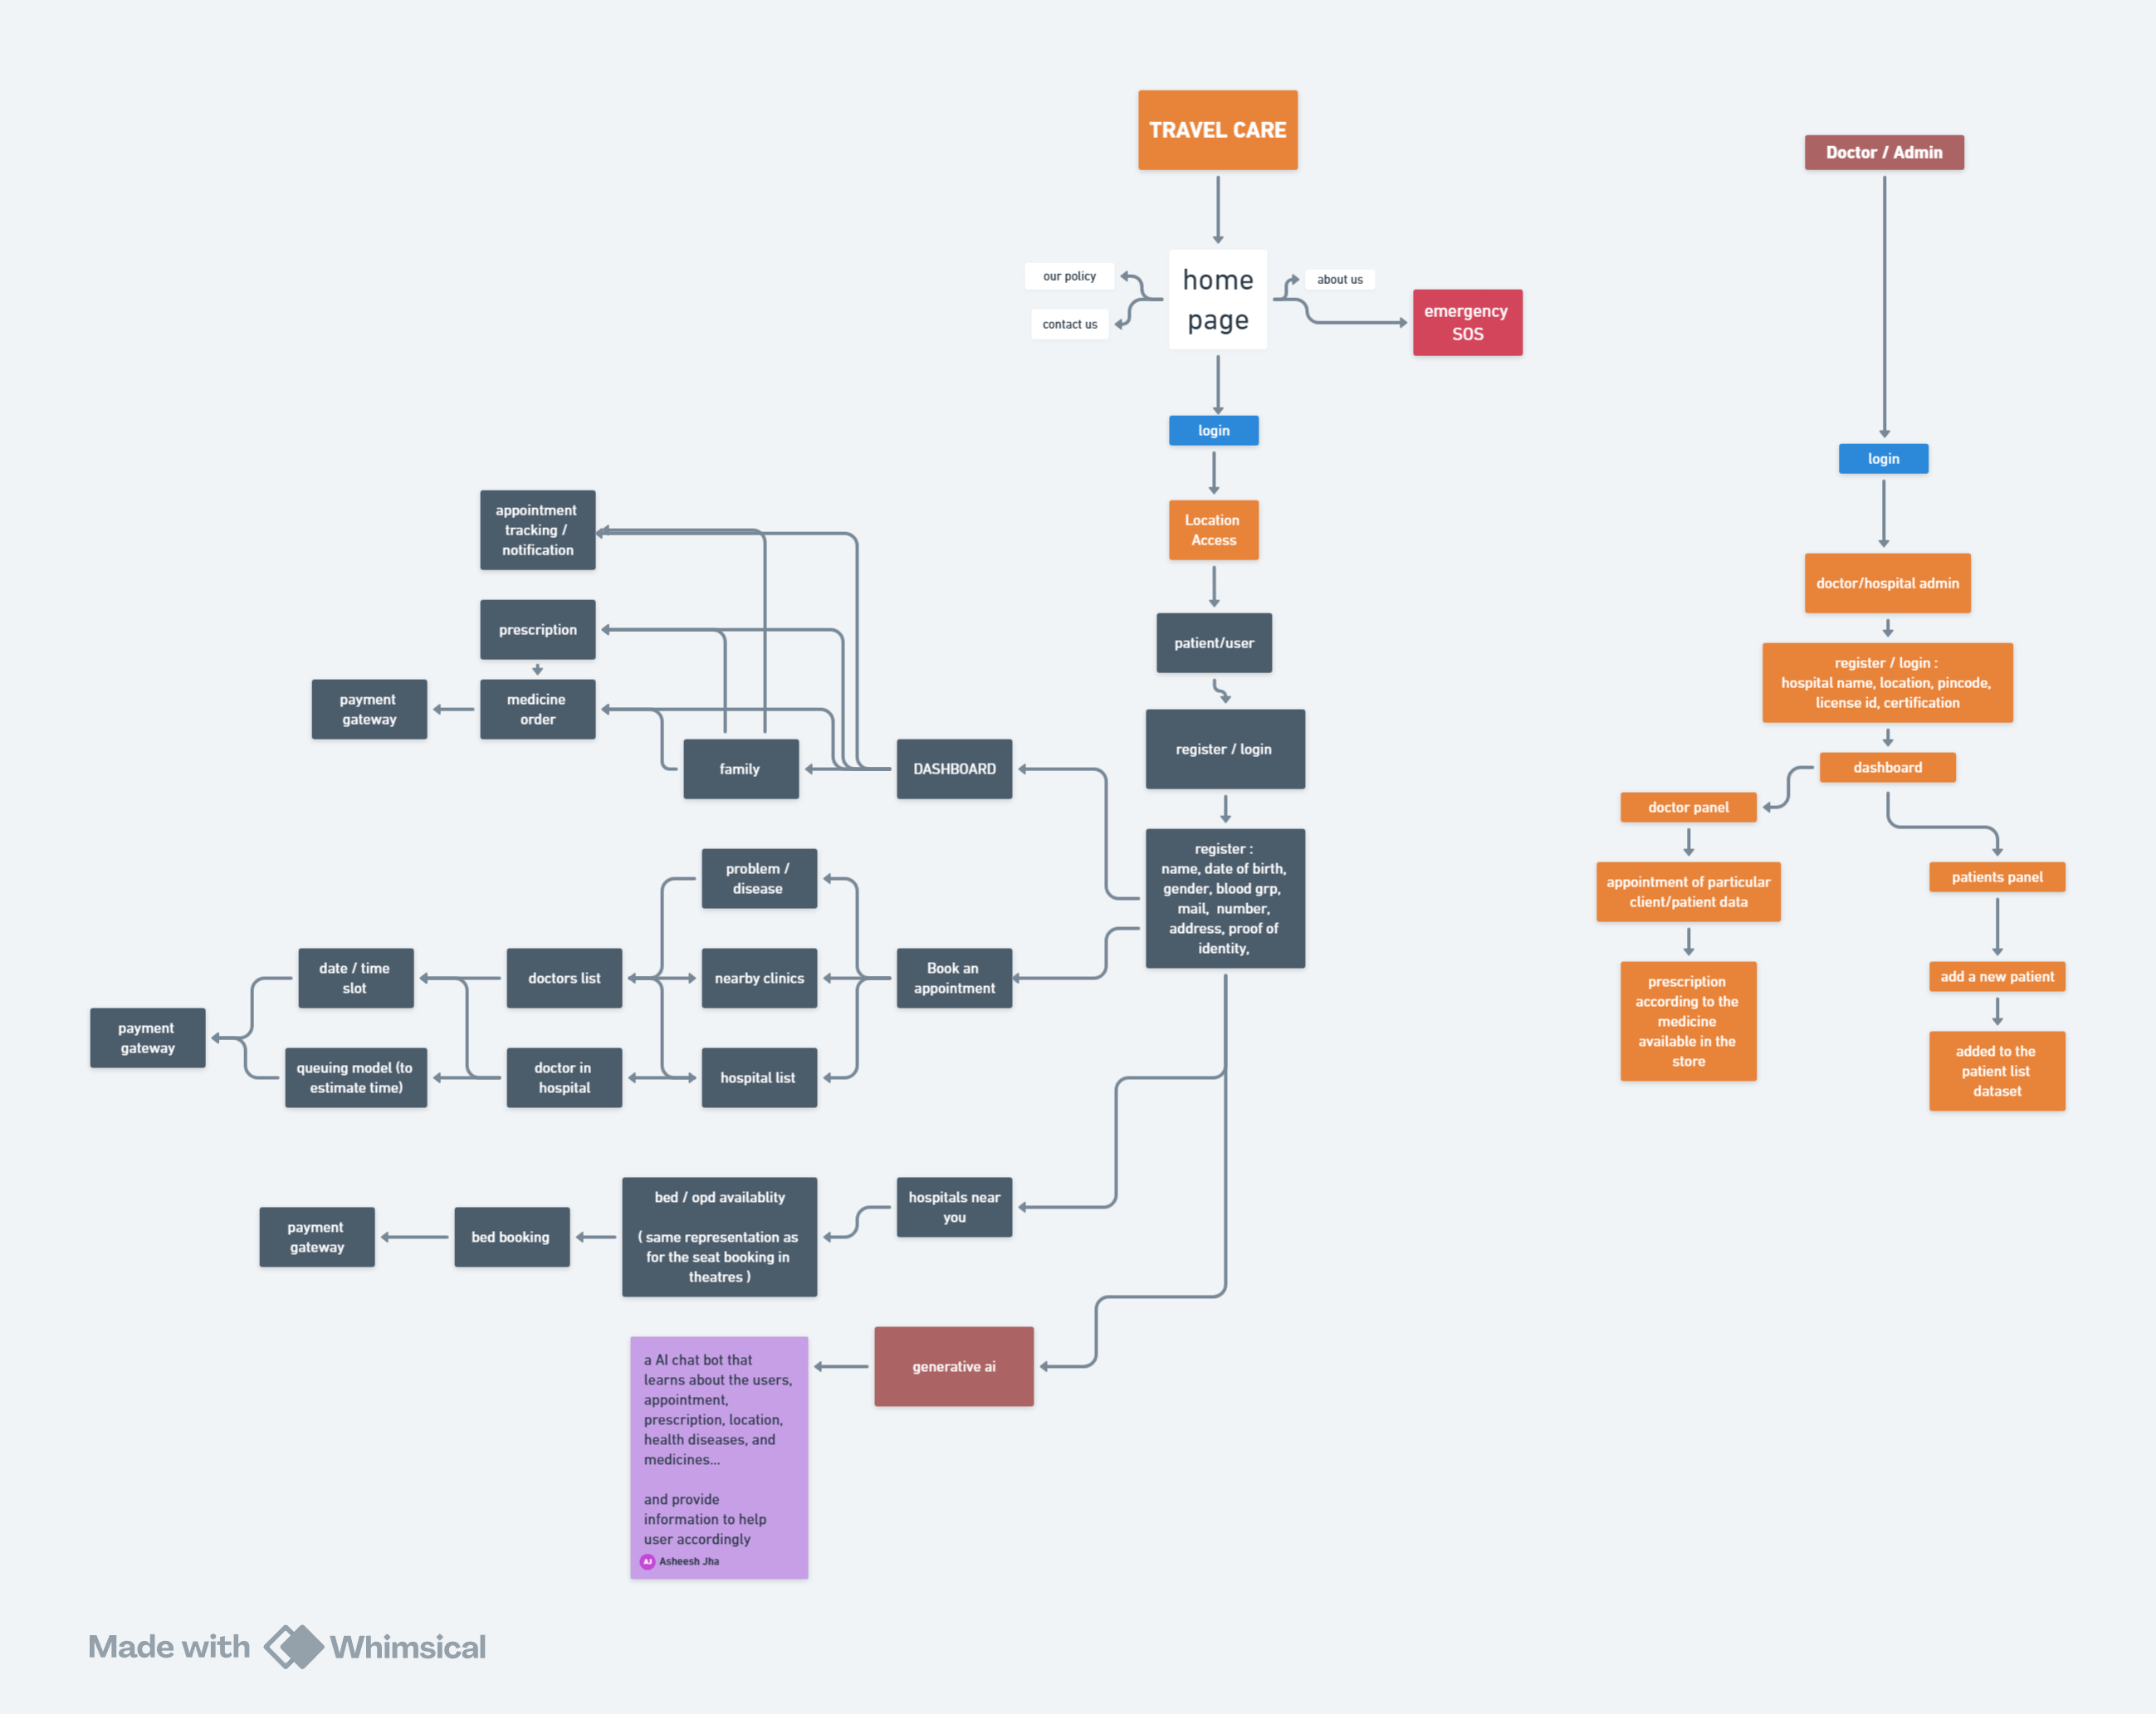 TRAVEL CARE
Doctor / Admin
home
page
our policy
contact us
about us
emergency
SOS
login
Location
Access
patient/user
register / login
register :
name, date of birth,
gender, blood grp,
mail,  number,
address, proof of
identity,
DASHBOARD
family
appointment
tracking /
notification
prescription
medicine
order
payment
gateway
Book an
appointment
problem /
disease
nearby clinics
hospital list
doctors list
doctor in
hospital
date / time
slot
queuing model (to
estimate time)
payment
gateway
hospitals near
you
bed / opd availablity
( same representation as
for the seat booking in
theatres )
bed booking
payment
gateway
generative ai
a AI chat bot that
learns about the users,
appointment,
prescription, location,
health diseases, and
medicines...
and provide
information to help
user accordingly
AJ Asheesh Jha
login
doctor/hospital admin
register / login :
hospital name, location, pincode,
license id, certification
dashboard
doctor panel
appointment of particular
client/patient data
prescription
according to the
medicine
available in the
store
patients panel
add a new patient
added to the
patient list
dataset
Made with Whimsical